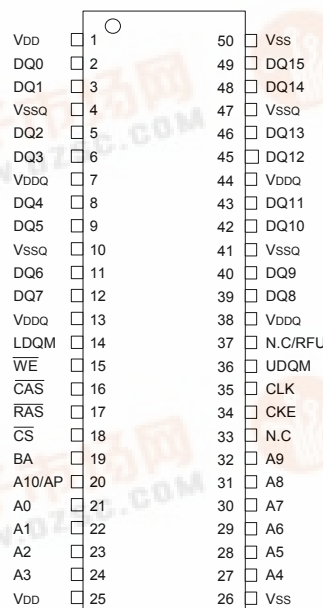 VDD 1 50 VSS
DQ0 2 49 DQ15
DQ1 3 48 DQ14
VSSQ 4 47 VSSQ
DQ2 5 46 DQ13
DQ3 6 45 DQ12
VDDQ 7 44 VDDQ
DQ4 8 43 DQ11
DQ5 9 42 DQ10
VSSQ 10 41 VSSQ
DQ6 11 40 DQ9
DQ7 12 39 DQ8
VDDQ 13 38 VDDQ
LDQM 14 37 N.C/RFU
WE 15 36 UDQM
CAS 16 35 CLK
RAS 17 34 CKE
CS 18 33 N.C
BA 19 32 A9
A10/AP 20 31 A8
A0 21 30 A7
A1 22 29 A6
A2 23 28 A5
A3 24 27 A4
VDD 25 26 VSS